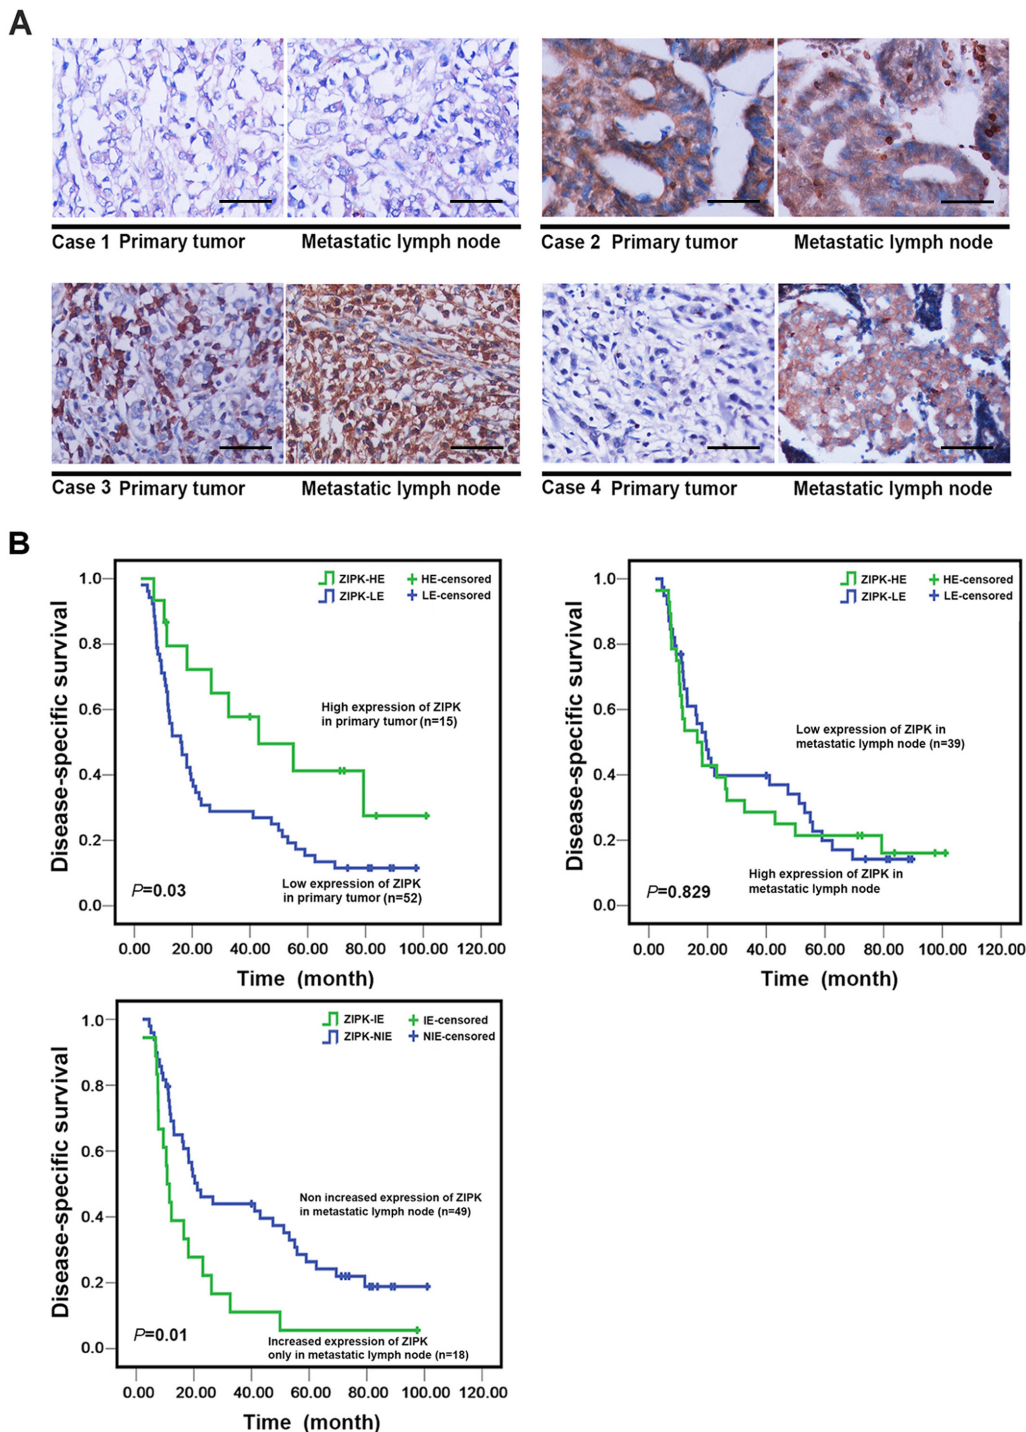 A
Case 1 Primary tumor Metastatic lymph node
Case 2 Primary tumor Metastatic lymph node
Case 3 Primary tumor Metastatic lymph node
Case 4 Primary tumor Metastatic lymph node
B
Disease-specific survival
1.0
0.8
0.6
0.4
0.2
0.0
ZIPK-HE HE-censored
ZIPK-LE LE-censored
High expression of ZIPK
in primary tumor (n=15)
Low expression of ZIPK
in primary tumor (n=52)
P=0.03
0.00 20.00 40.00 60.00 80.00 100.00 120.00
Time (month)
Disease-specific survival
1.0
0.8
0.6
0.4
0.2
0.0
ZIPK-HE HE-censored
ZIPK-LE LE-censored
Low expression of ZIPK in
metastatic lymph node (n=39)
High expression of ZIPK in
metastatic lymph node
P=0.829
0.00 20.00 40.00 60.00 80.00 100.00 120.00
Time (month)
Disease-specific survival
1.0
0.8
0.6
0.4
0.2
0.0
ZIPK-IE IE-censored
ZIPK-NIE NIE-censored
Non increased expression of ZIPK
in metastatic lymph node (n=49)
P=0.01
Increased expression of ZIPK
only in metastatic lymph node (n=18)
0.00 20.00 40.00 60.00 80.00 100.00 120.00
Time (month)